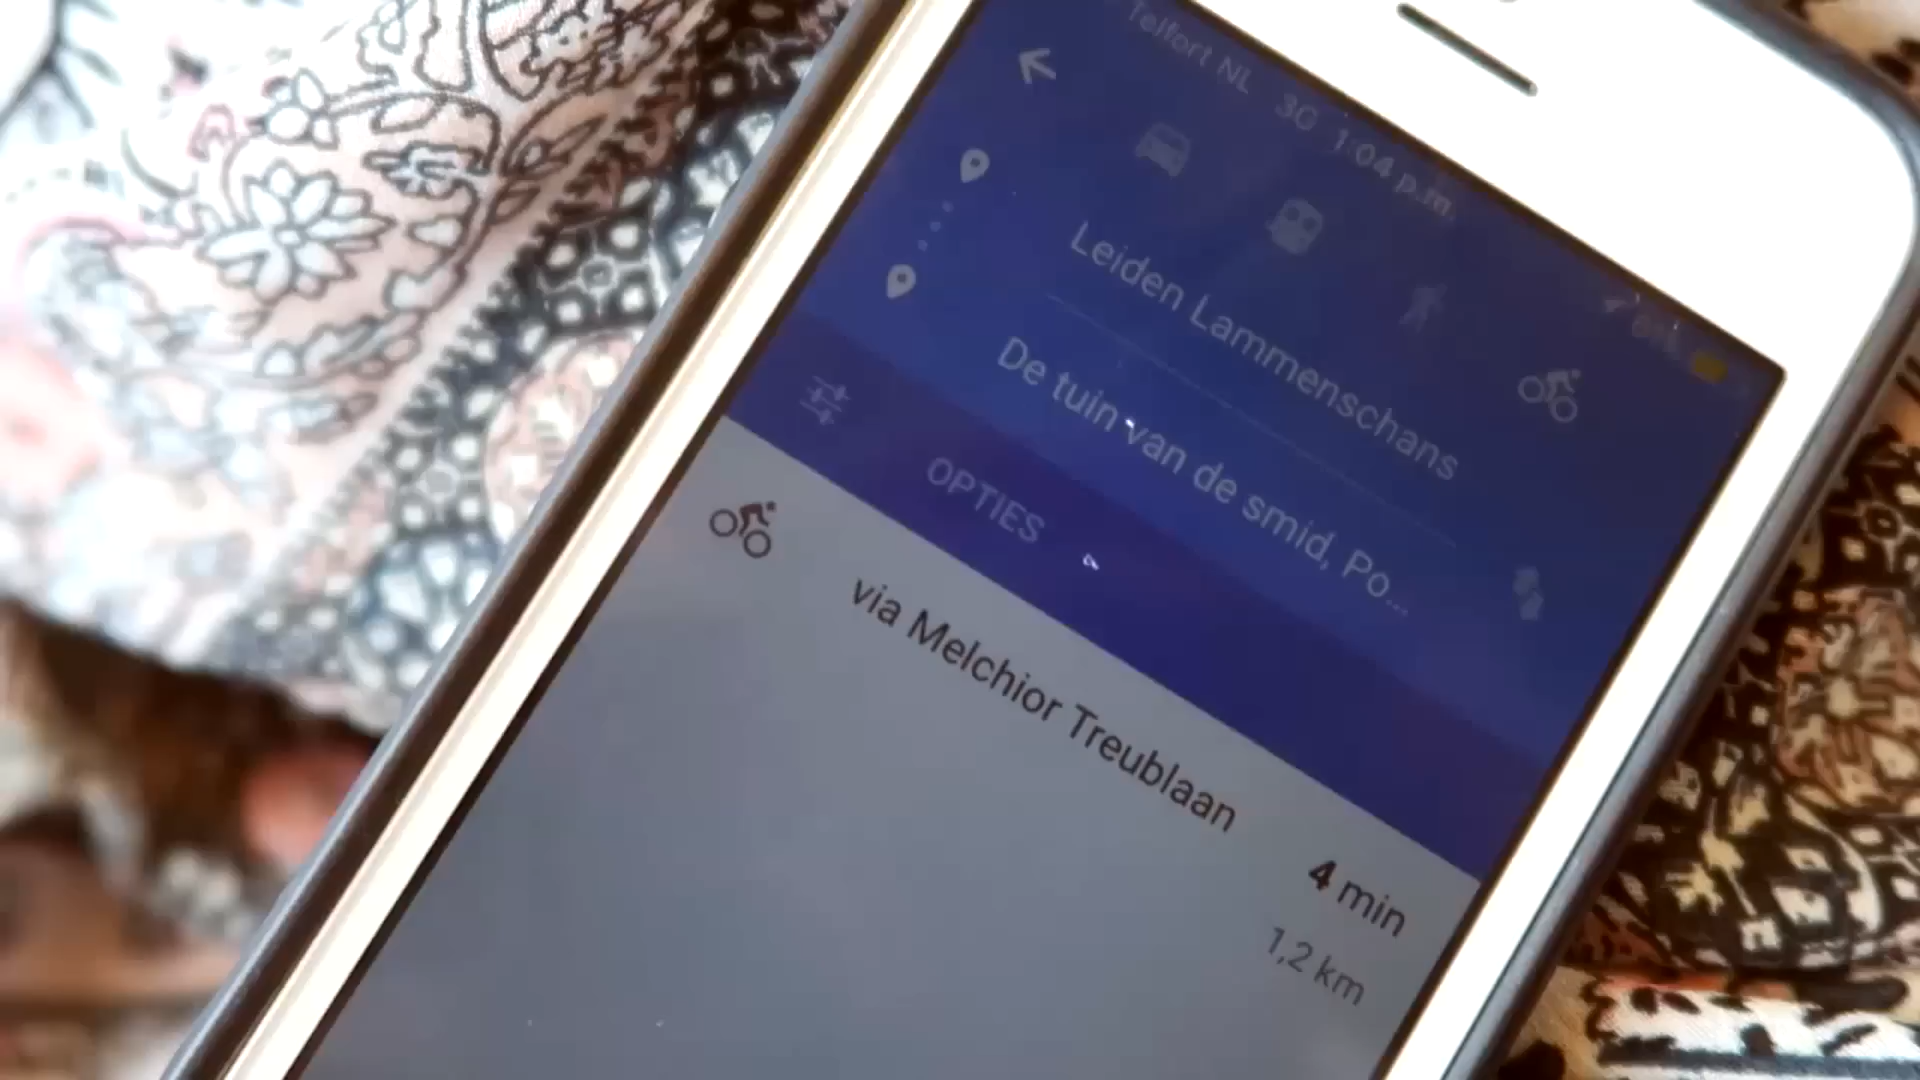 Telfort NL 3G 1:04 p.m.
Leiden Lammenschans
De tuin van de smid, Po...
OPTIES
via Melchior Treublaan
4 min
1,2 km